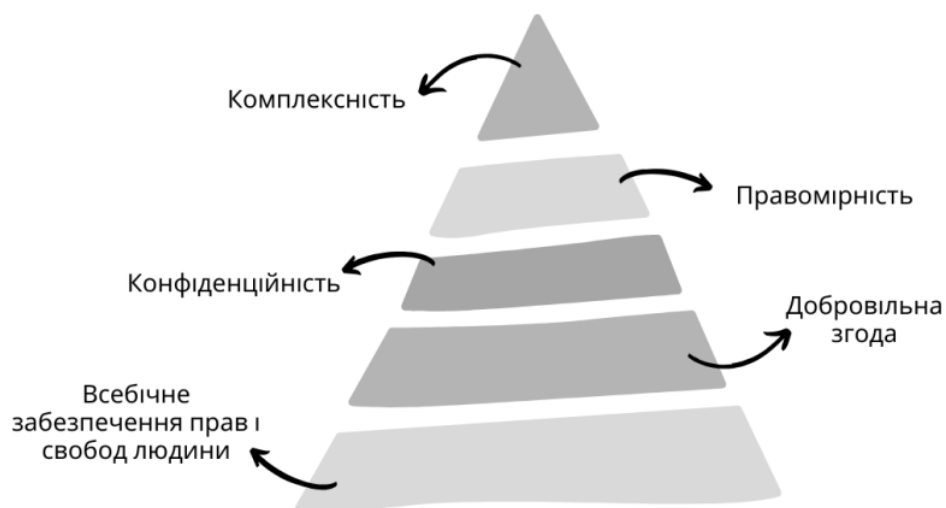 Комплексність
Правомірність
Конфіденційність
Добровільна
згода
Всебічне
забезпечення прав і
свобод людини